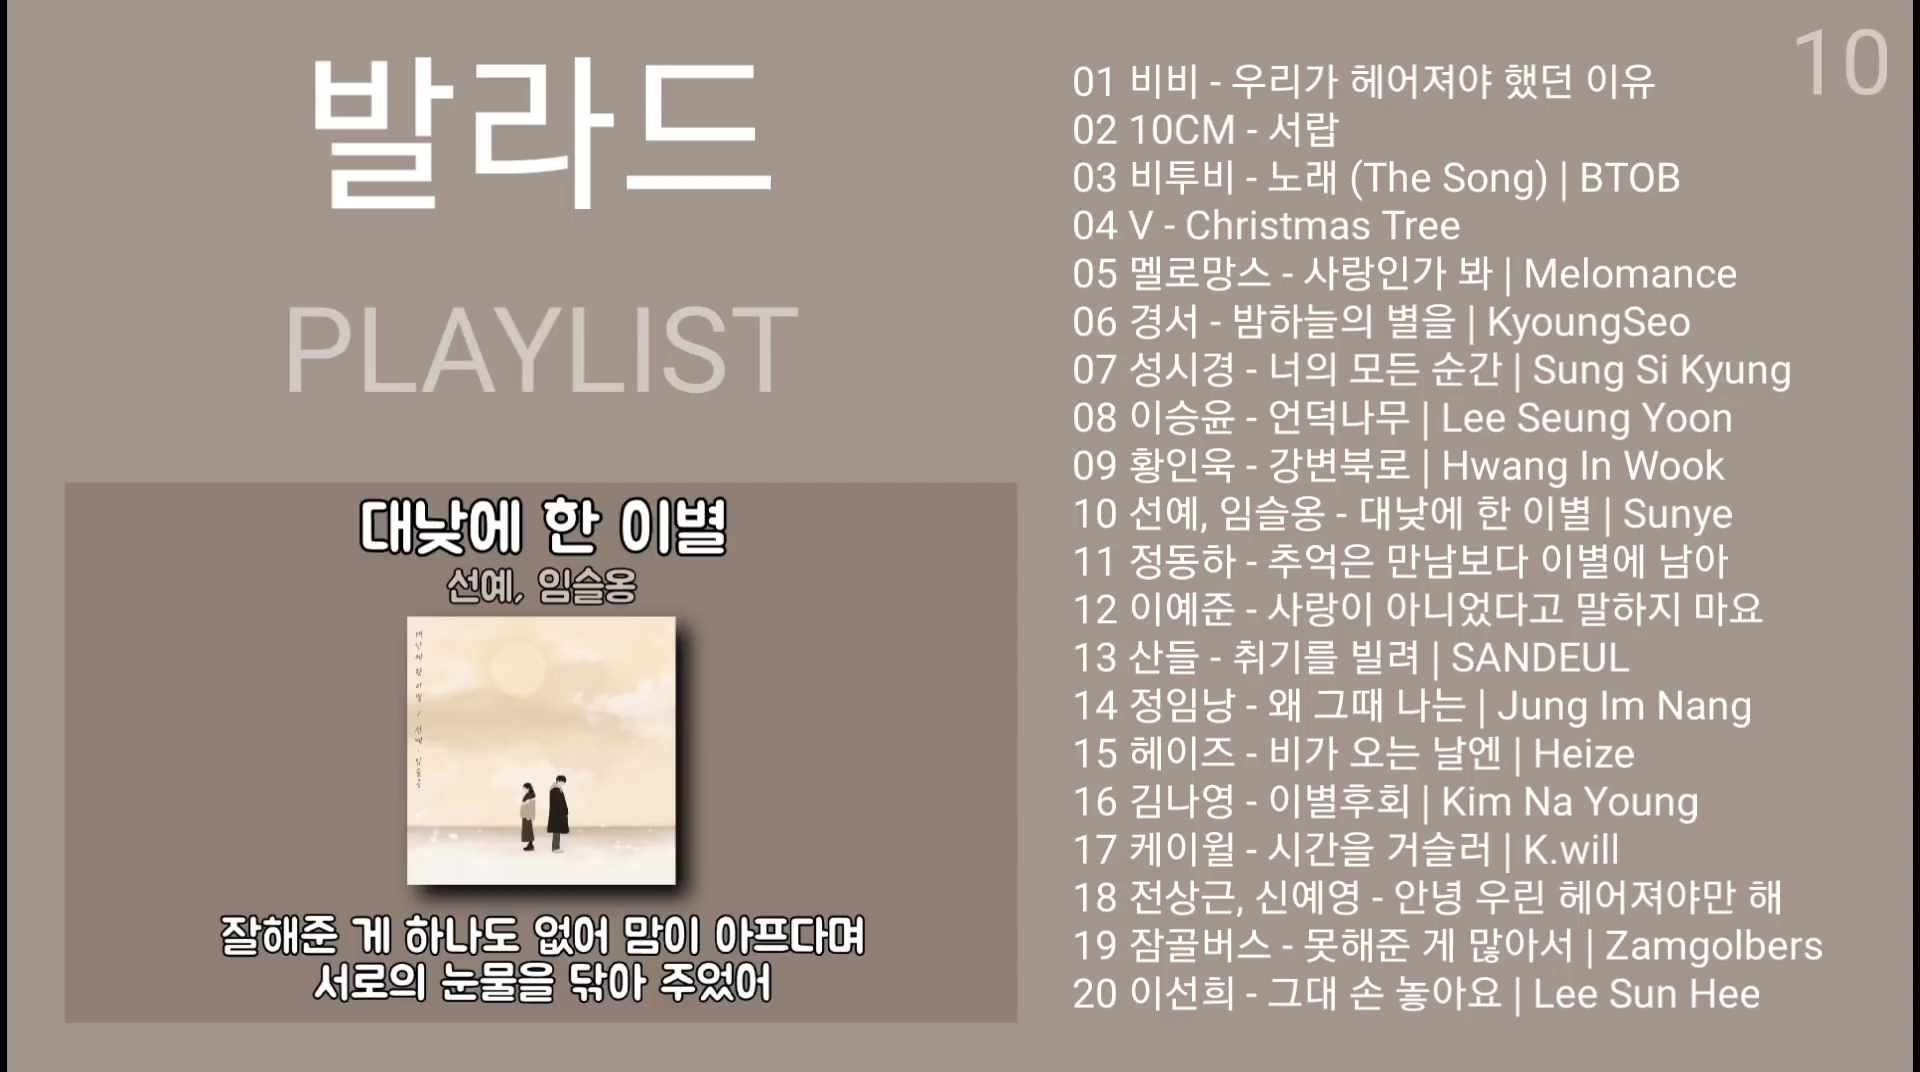 발라드
PLAYLIST
대낮에 한 이별
선예, 임슬옹
대낮에 한 이별 / 선예, 임슬옹
잘해준 게 하나도 없어 맘이 아프다며
서로의 눈물을 닦아 주었어
10
01 비비 - 우리가 헤어져야 했던 이유
02 10CM - 서랍
03 비투비 - 노래 (The Song) | BTOB
04 V - Christmas Tree
05 멜로망스 - 사랑인가 봐 | Melomance
06 경서 - 밤하늘의 별을 | KyoungSeo
07 성시경 - 너의 모든 순간 | Sung Si Kyung
08 이승윤 - 언덕나무 | Lee Seung Yoon
09 황인욱 - 강변북로 | Hwang In Wook
10 선예, 임슬옹 - 대낮에 한 이별 | Sunye
11 정동하 - 추억은 만남보다 이별에 남아
12 이예준 - 사랑이 아니었다고 말하지 마요
13 산들 - 취기를 빌려 | SANDEUL
14 정임낭 - 왜 그때 나는 | Jung Im Nang
15 헤이즈 - 비가 오는 날엔 | Heize
16 김나영 - 이별후회 | Kim Na Young
17 케이윌 - 시간을 거슬러 | K.will
18 전상근, 신예영 - 안녕 우린 헤어져야만 해
19 잠골버스 - 못해준 게 많아서 | Zamgolbers
20 이선희 - 그대 손 놓아요 | Lee Sun Hee